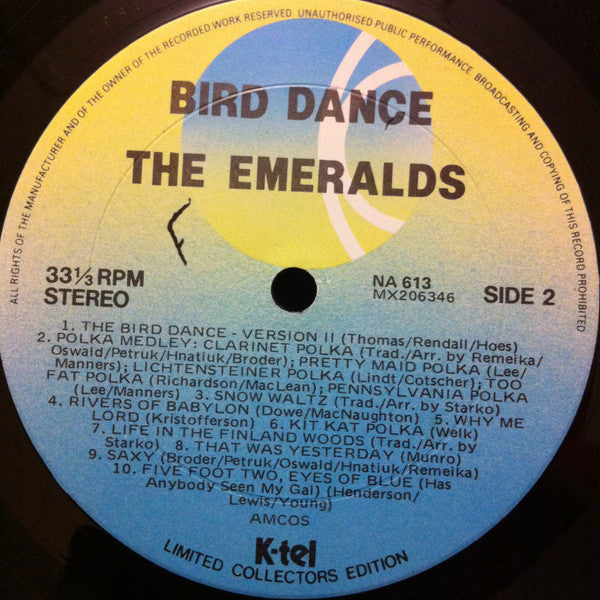 ALL RIGHTS OF THE MANUFACTURER AND OF THE OWNER OF THE RECORDED WORK RESERVED. UNAUTHORISED PUBLIC PERFORMANCE, BROADCASTING AND COPYING OF THIS RECORD PROHIBITED
BIRD DANCE
THE EMERALDS
33⅓ RPM
STEREO
NA 613
MX206346
SIDE 2
1. THE BIRD DANCE - VERSION II (Thomas/Rendall/Hoes)
2. POLKA MEDLEY: CLARINET POLKA (Trad./Arr. by Remeika/
Oswald/Petruk/Hnatiuk/Broder); PRETTY MAID POLKA (Lee/
Manners); LICHTENSTEINER POLKA (Lindt/Cotscher); TOO
FAT POLKA (Richardson/MacLean); PENNSYLVANIA POLKA
(Lee/Manners) 3. SNOW WALTZ (Trad./Arr. by Starko)
4. RIVERS OF BABYLON (Dowe/MacNaughton) 5. WHY ME
LORD (Kristofferson) 6. KIT KAT POLKA (Welk)
7. LIFE IN THE FINLAND WOODS (Trad./Arr. by
Starko) 8. THAT WAS YESTERDAY (Munro)
9. SAXY (Broder/Petruk/Oswald/Hnatiuk/Remeika)
10. FIVE FOOT TWO, EYES OF BLUE (Has
Anybody Seen My Gal) (Henderson/
Lewis/Young)
AMCOS
K-tel
LIMITED COLLECTORS EDITION